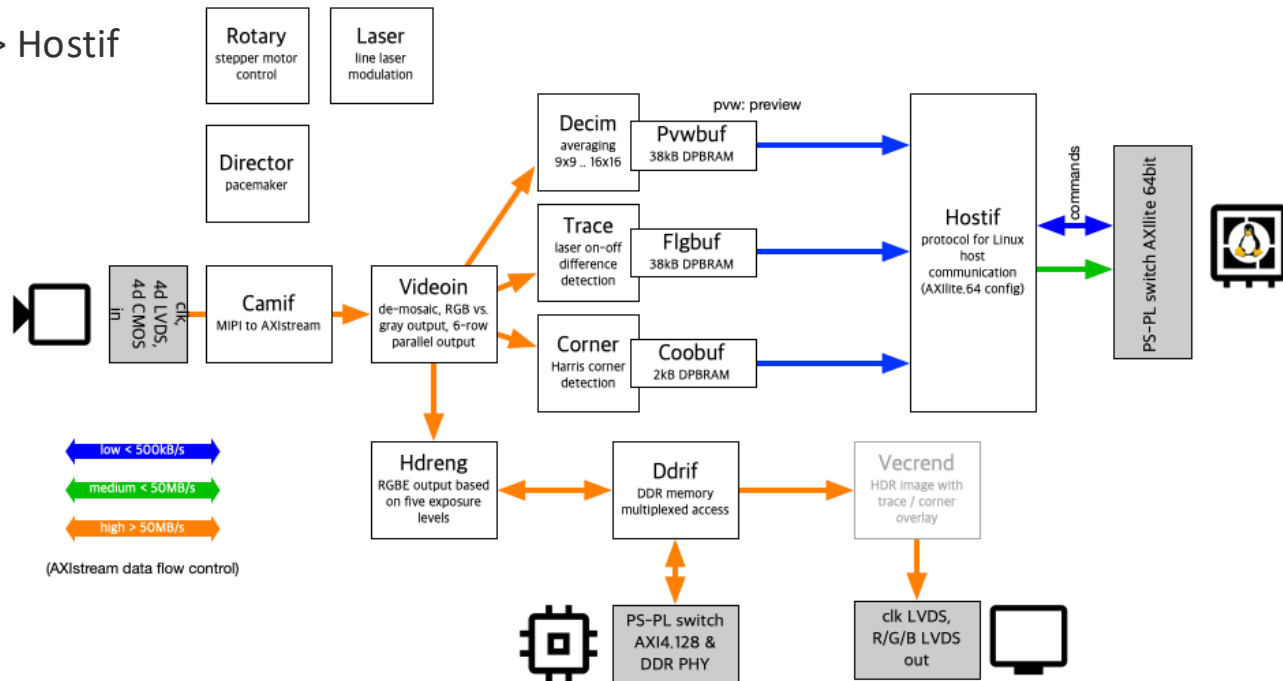 > Hostif
Rotary
stepper motor
control
Laser
line laser
modulation
Director
pacemaker
Decim
averaging
9x9 .. 16x16
pvw: preview
Pvwbuf
38kB DPBRAM
Trace
laser on-off
difference
detection
Flgbuf
38kB DPBRAM
Corner
Harris corner
detection
Coobuf
2kB DPBRAM
Hostif
protocol for Linux
host
communication
(AXIlite.64 config)
commands
PS-PL switch AXIlite 64bit
clk,
4d LVDS,
4d CMOS
in
Camif
MIPI to AXIstream
Videoin
de-mosaic, RGB vs.
gray output, 6-row
parallel output
low < 500kB/s
medium < 50MB/s
high > 50MB/s
(AXIstream data flow control)
Hdreng
RGBE output based
on five exposure
levels
Ddrif
DDR memory
multiplexed access
Vecrend
HDR image with
trace / corner
overlay
PS-PL switch
AXI4.128 &
DDR PHY
clk LVDS,
R/G/B LVDS
out